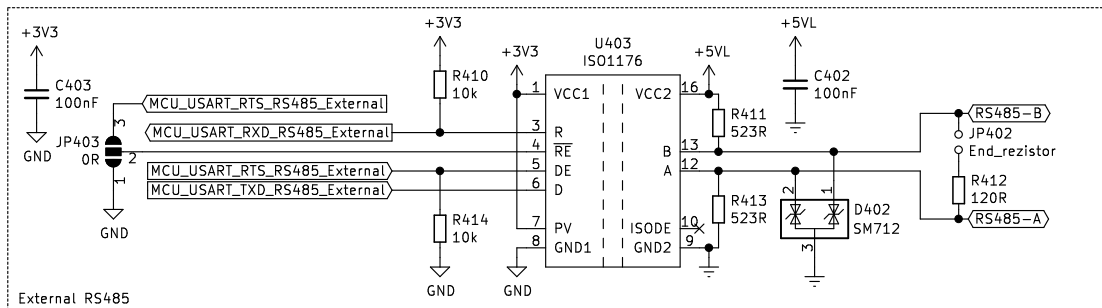 +3V3
C403
100nF
GND
JP403
0R
3
2
1
GND
MCU_USART_RTS_RS485_External
MCU_USART_RXD_RS485_External
MCU_USART_RTS_RS485_External
MCU_USART_TXD_RS485_External
+3V3
R410
10k
R414
10k
GND
+3V3
GND
U403
ISO1176
1 VCC1
3 R
4 RE
5 DE
6 D
7 PV
8 GND1
VCC2 16
B 13
A 12
ISODE 10
GND2 9
+5VL
R411
523R
R413
523R
+5VL
C402
100nF
2
1
3
D402
SM712
RS485-B
JP402
End_rezistor
R412
120R
RS485-A
External RS485